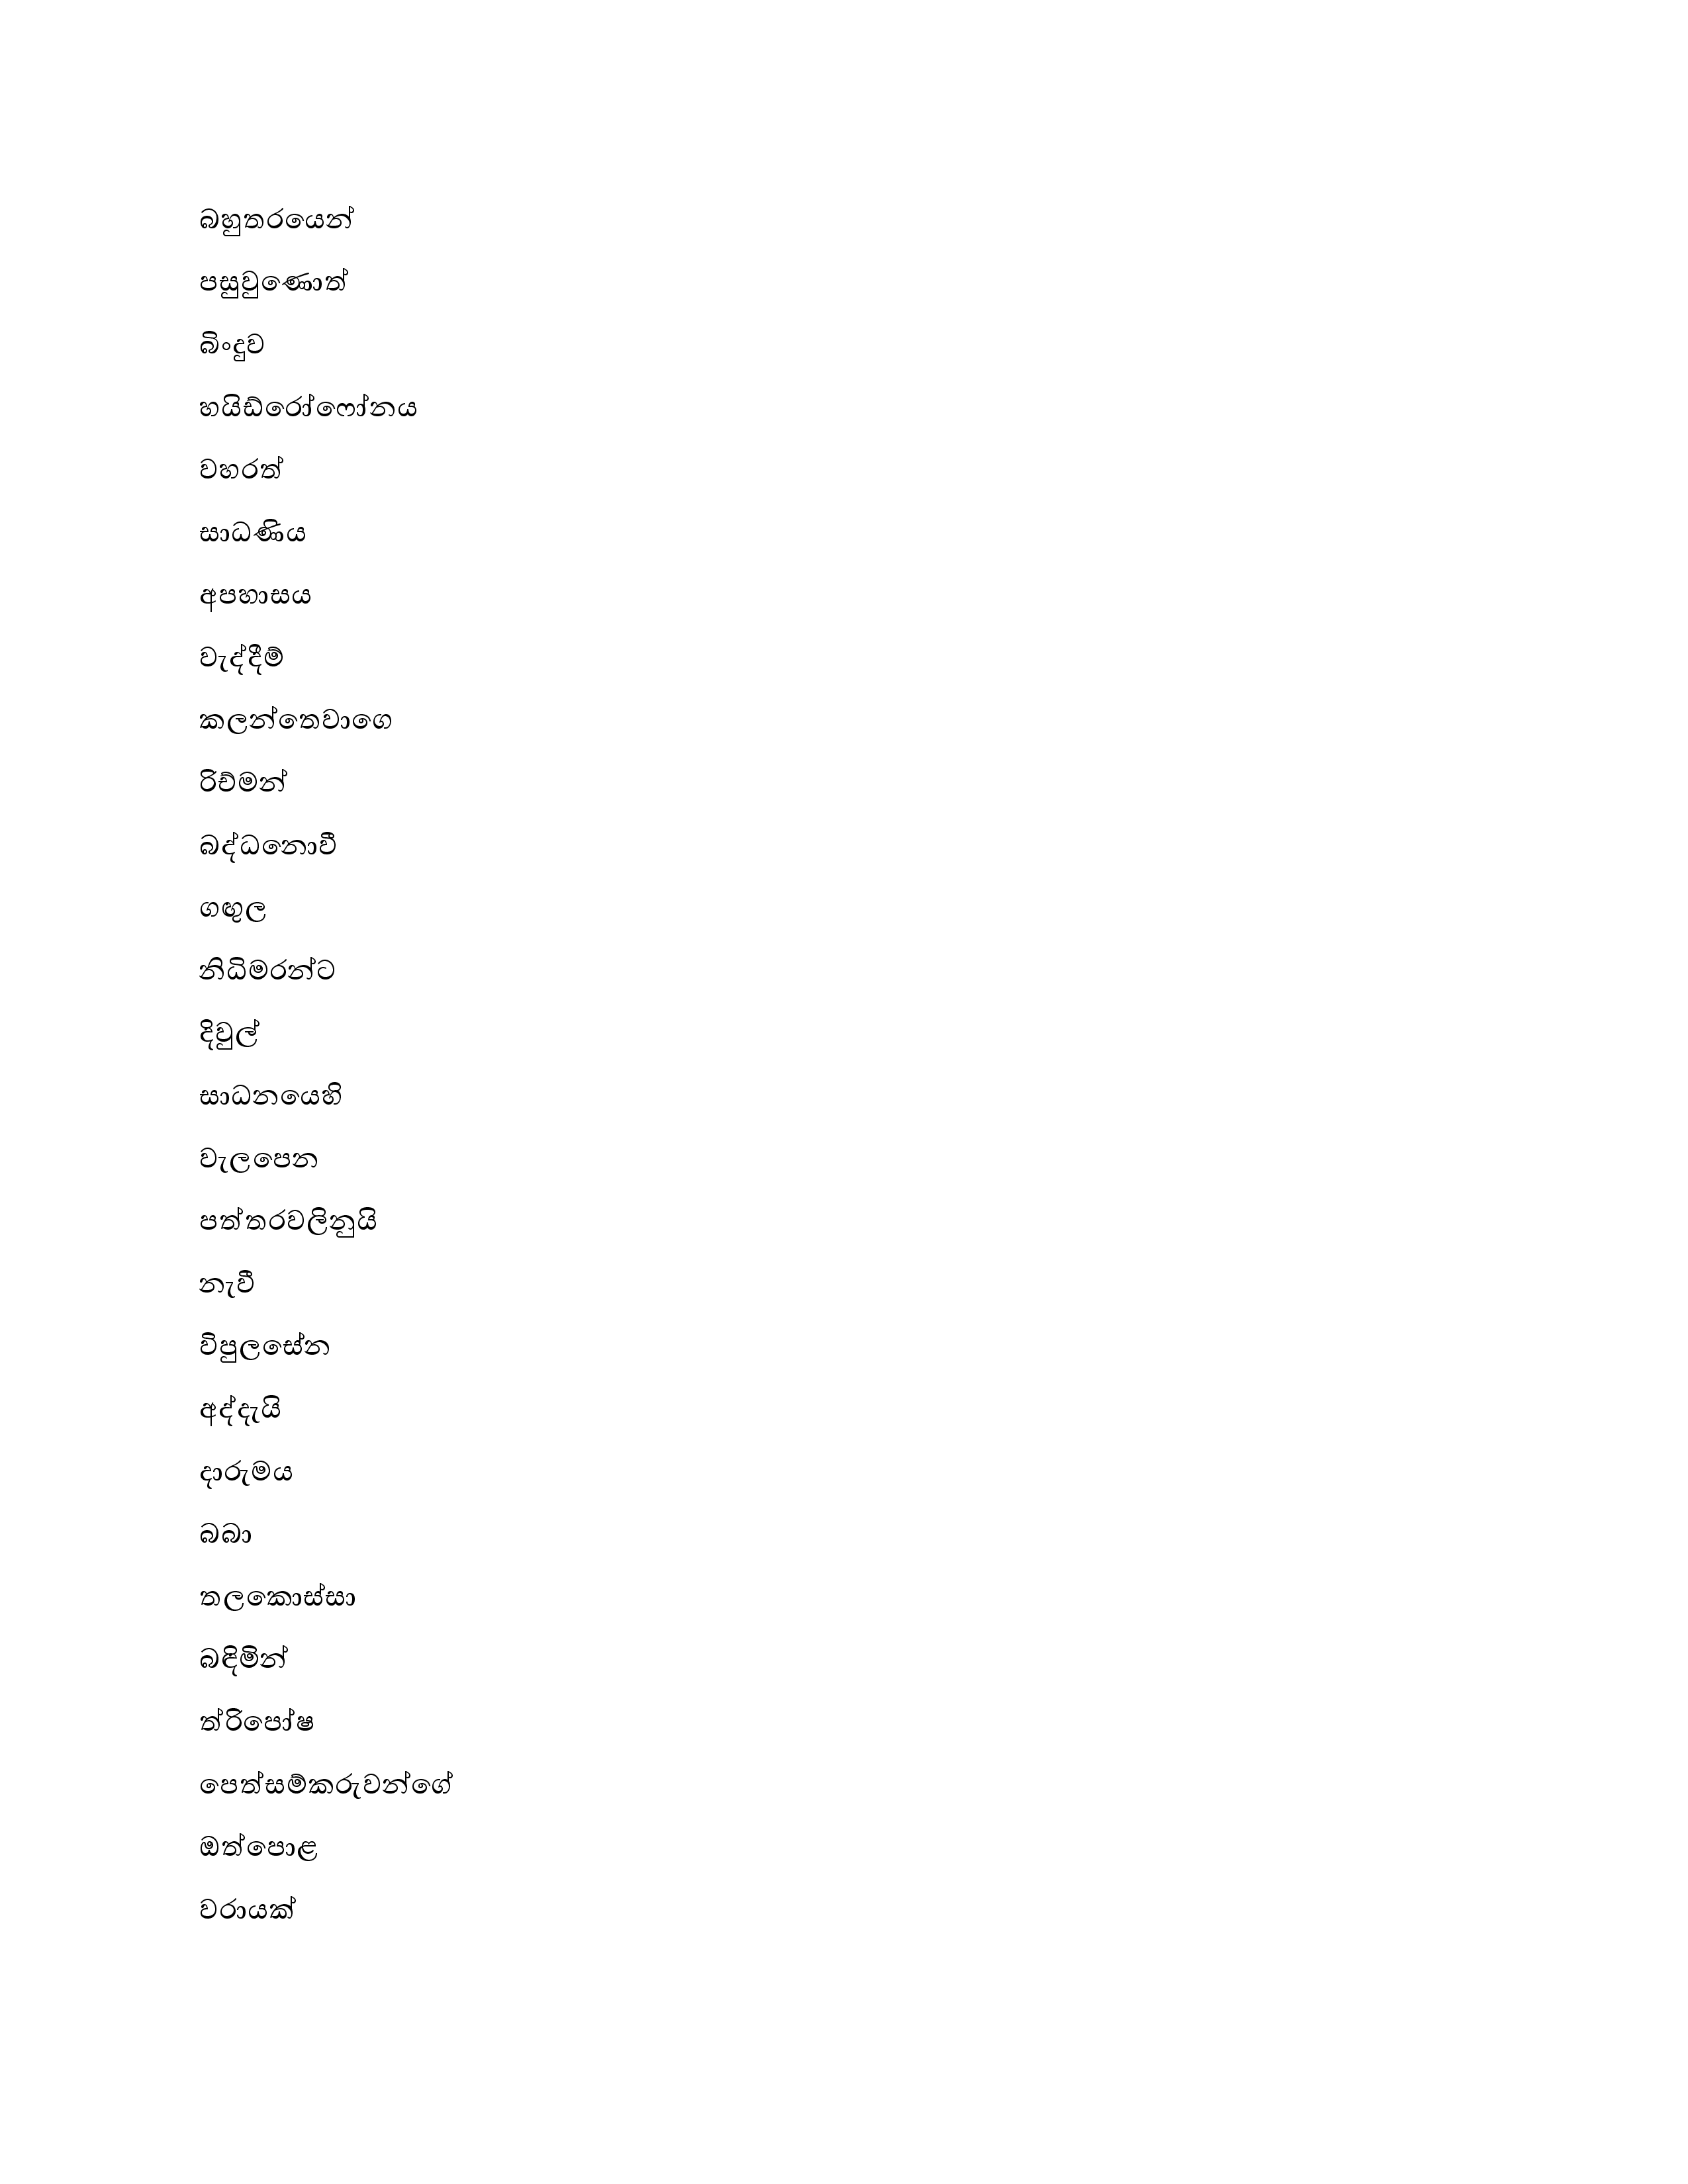 බහුතරයෙන්
පසුවුණොත්
බිංදුව
හයිඩ්රෝෆෝනය
වහරත්
සාධණිය
අපහාසය
වැද්දීම්
කලන්තෙවාගෙ
රිච්මන්
බද්ධනොවී
ගඟුල
නිධිමරන්ට
දිවුල්
සාධනයෙහි
වැලපෙන
පත්තරවලිනුයි
නැවී
විපුලසේන
අද්දැයි
දාරුමය
බබා
තලකොස්සා
බඳිමින්
ත්රිපෝෂ
පෙත්සම්කරුවන්ගේ
ඔත්පොළ
වරායක්